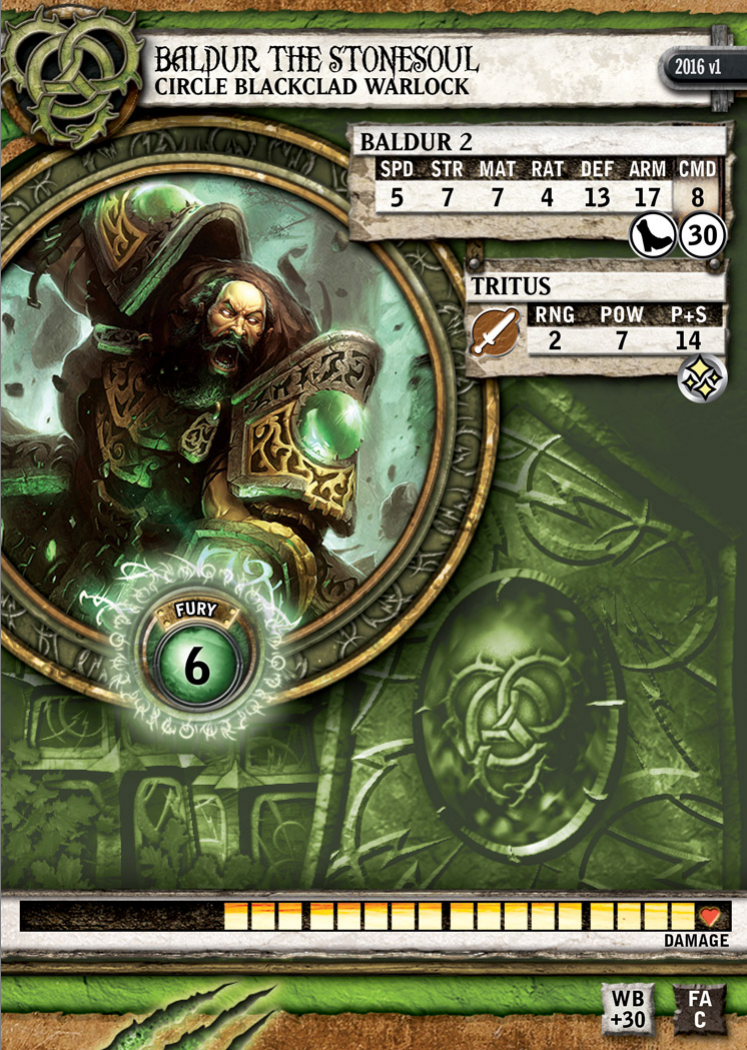 BALDUR THE STONESOUL
CIRCLE BLACKCLAD WARLOCK
2016 v1
BALDUR 2
SPD STR MAT RAT DEF ARM CMD
5 7 7 4 13 17 8
30
TRITUS
RNG POW P+S
2 7 14
FURY
6
DAMAGE
WB FA
+30 C